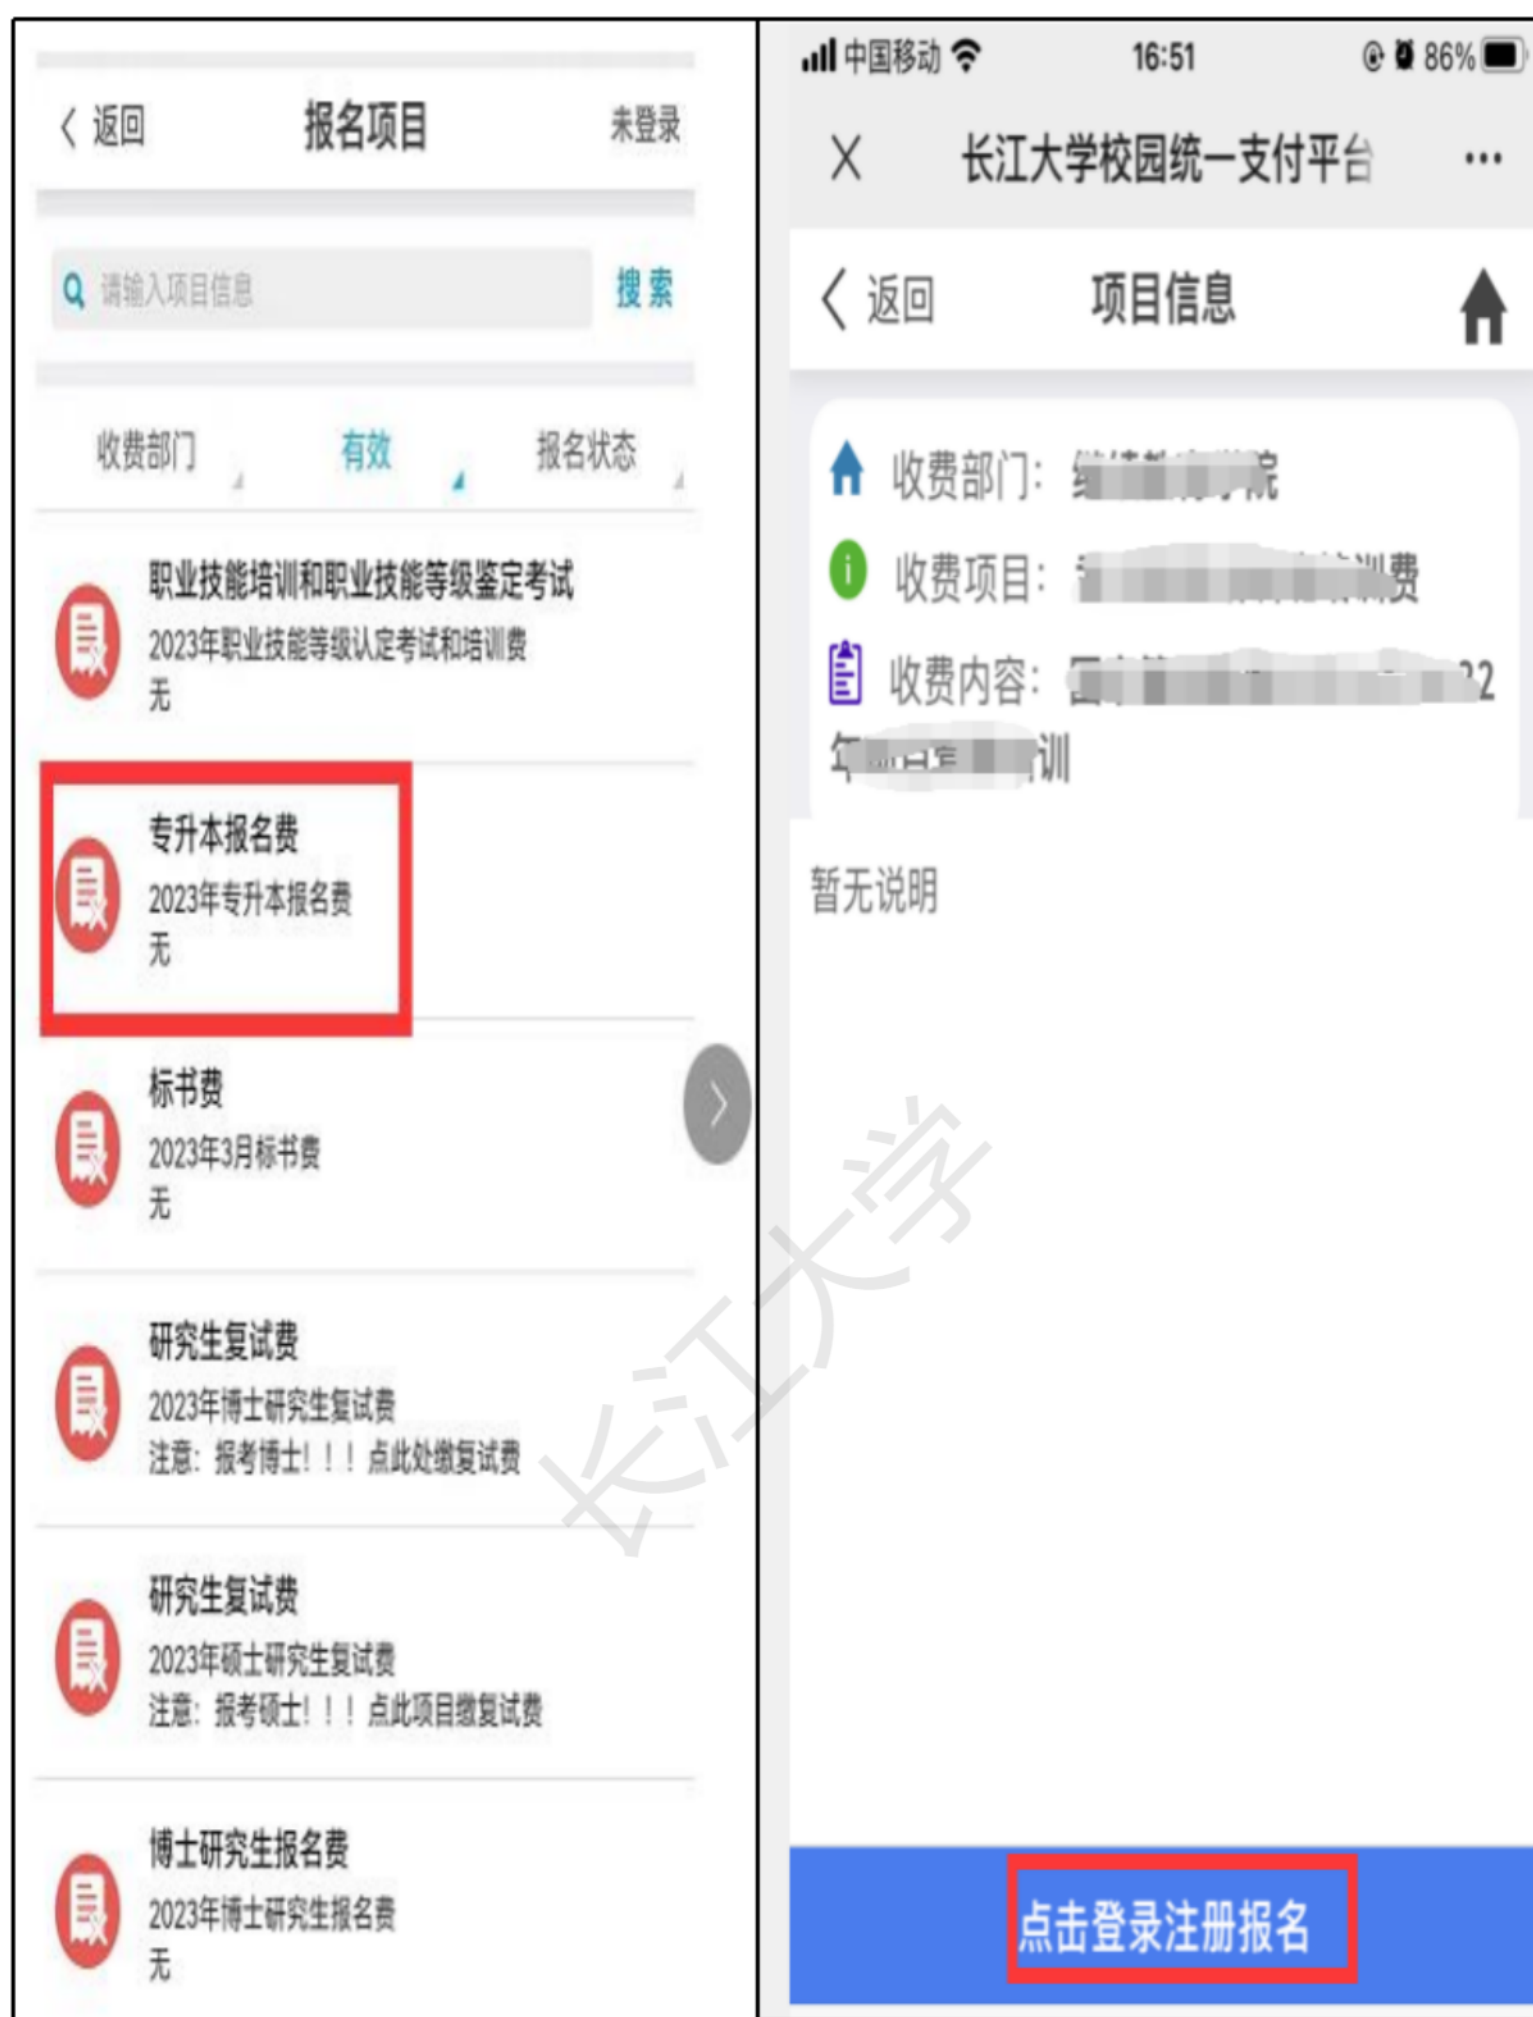 返回
报名项目
未登录
请输入项目信息
搜索
收费部门
有效
报名状态
职业技能培训和职业技能等级鉴定考试
2023年职业技能等级认定考试和培训费
无
专升本报名费
2023年专升本报名费
无
标书费
2023年3月标书费
无
研究生复试费
2023年博士研究生复试费
注意：报考博士！！！点此处缴复试费
研究生复试费
2023年硕士研究生复试费
注意：报考硕士！！！点此项目缴复试费
博士研究生报名费
2023年博士研究生报名费
无
中国移动
16:51
86%
长江大学校园统一支付平台
返回
项目信息
收费部门：
院
收费项目：
训费
收费内容：
2
年
训
暂无说明
点击登录注册报名
长江大学